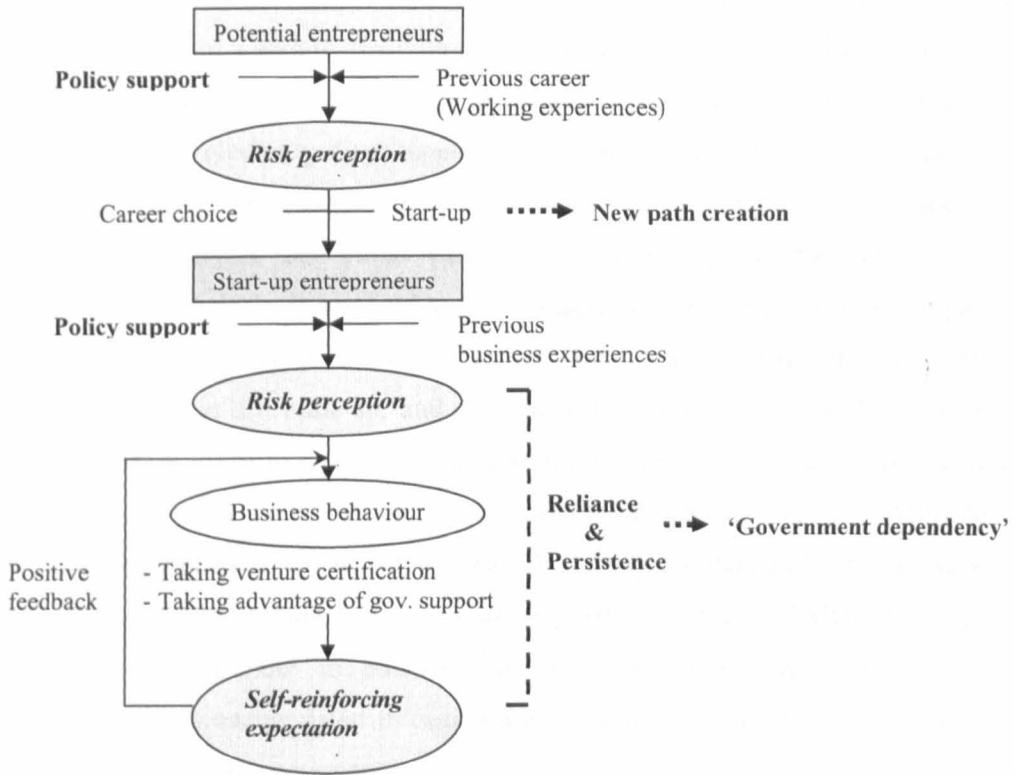 Potential entrepreneurs
Policy support
Previous career
(Working experiences)
Risk perception
Career choice
Start-up
New path creation
Start-up entrepreneurs
Policy support
Previous
business experiences
Risk perception
Business behaviour
Reliance
&
Persistence
‘Government dependency’
Positive
feedback
- Taking venture certification
- Taking advantage of gov. support
Self-reinforcing
expectation